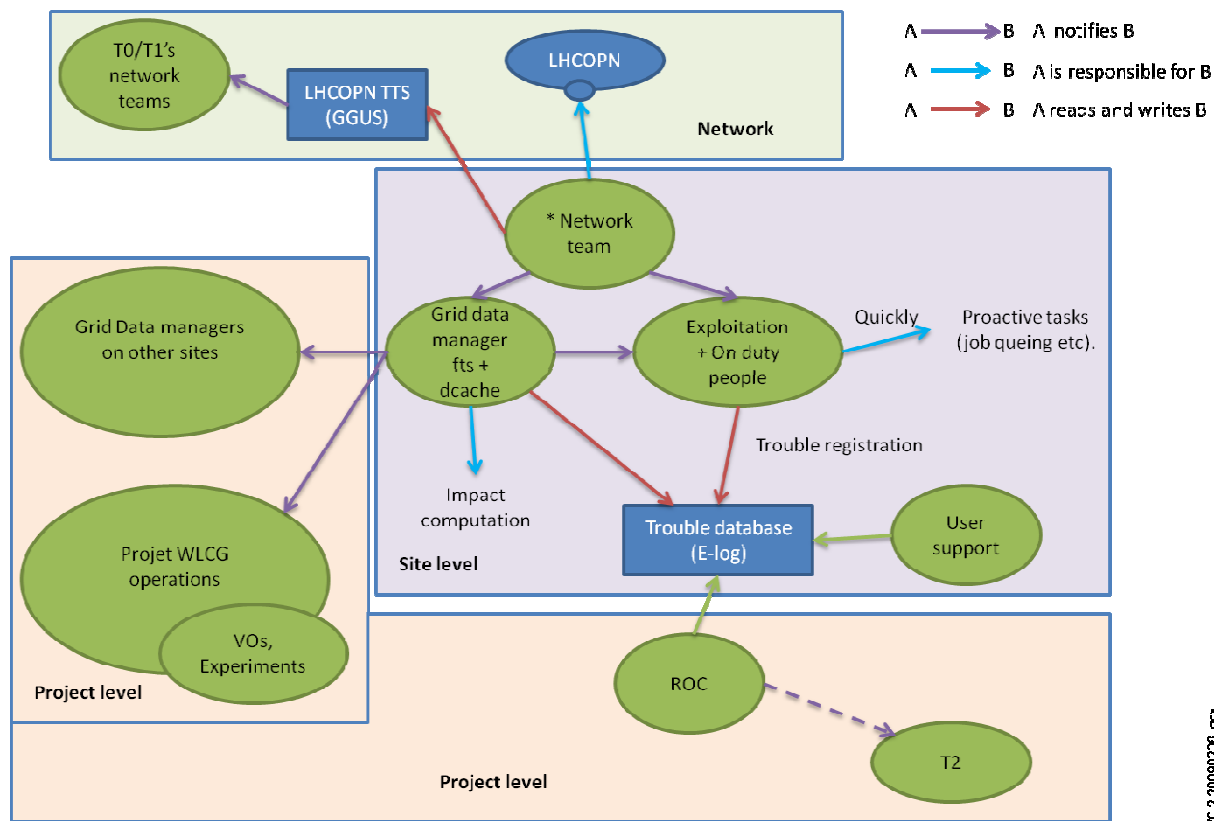 T0/T1's
network
teams
LHCOPN TTS
(GGUS)
LHCOPN
Network
A B A notifies B
A B A is responsible for B
A B A reads and writes B
* Network
team
Grid Data managers
on other sites
Grid data
manager
fts +
dcache
Exploitation
+ On duty
people
Quickly
Proactive tasks
(job queing etc).
Trouble registration
Impact
computation
Trouble database
(E-log)
User
support
Site level
Projet WLCG
operations
VOs,
Experiments
Project level
ROC
T2
Project level